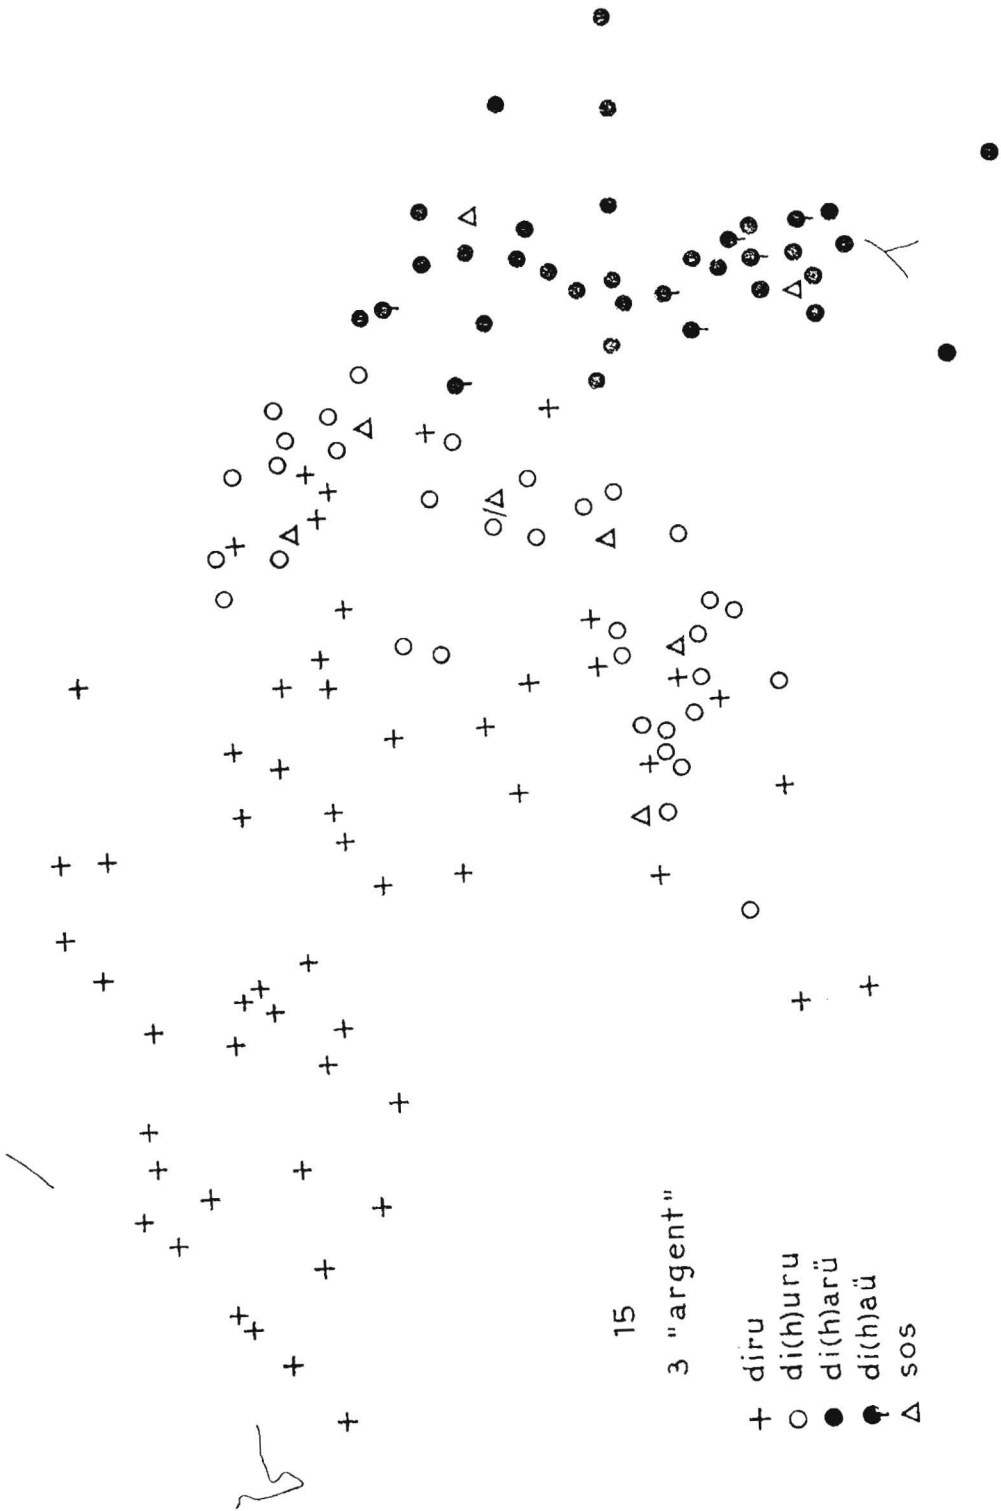 15
3 "argent"
+ diru
○ di(h)uru
● di(h)arü
di(h)aü
△ sos